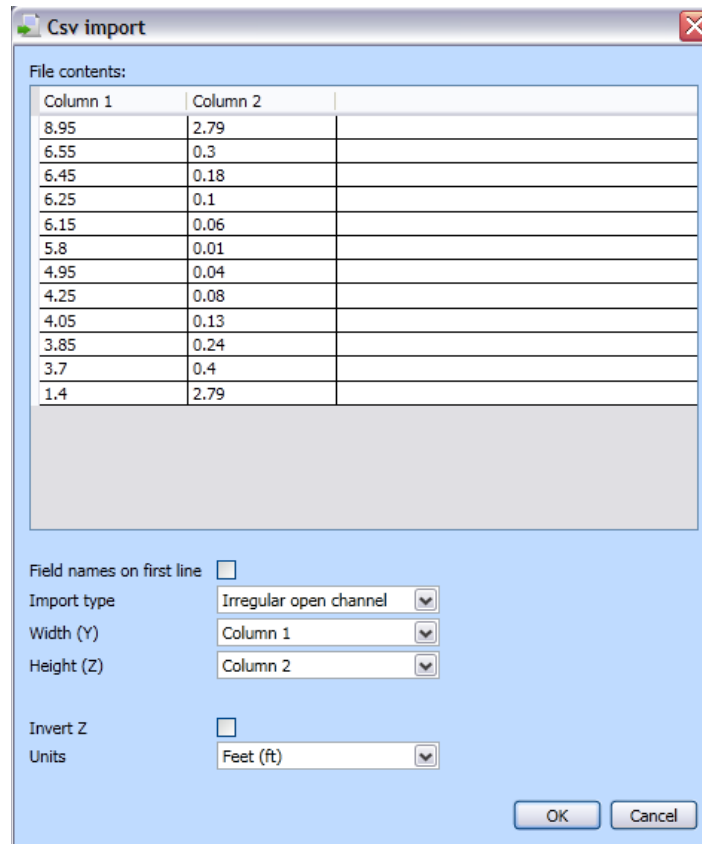 Csv import
File contents:
Column 1 Column 2
8.95 2.79
6.55 0.3
6.45 0.18
6.25 0.1
6.15 0.06
5.8 0.01
4.95 0.04
4.25 0.08
4.05 0.13
3.85 0.24
3.7 0.4
1.4 2.79
Field names on first line
Import type Irregular open channel
Width (Y) Column 1
Height (Z) Column 2
Invert Z
Units Feet (ft)
OK Cancel